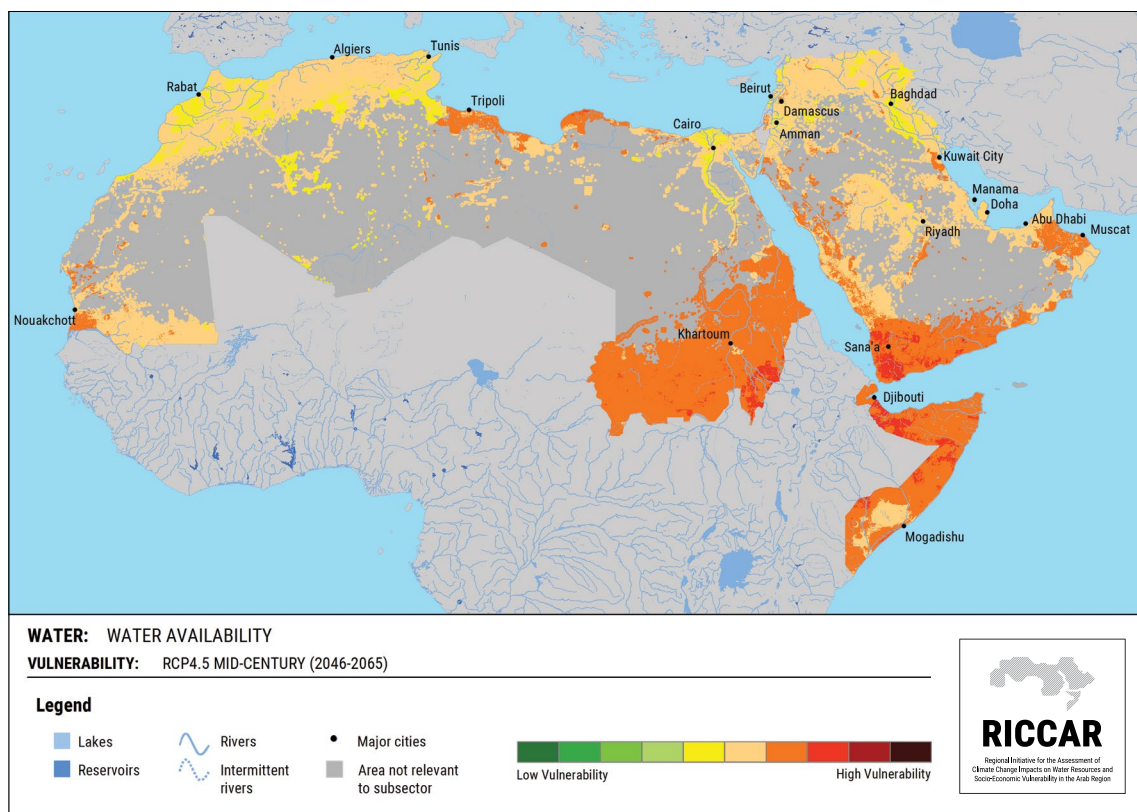 Algiers
Tunis
Rabat
Tripoli
Beirut
Damascus
Baghdad
Cairo
Amman
Kuwait City
Manama
Doha
Abu Dhabi
Riyadh
Muscat
Nouakchott
Khartoum
Sana'a
Djibouti
Mogadishu
WATER: WATER AVAILABILITY
VULNERABILITY: RCP4.5 MID-CENTURY (2046-2065)
Legend
Lakes
Rivers
Major cities
Reservoirs
Intermittent
rivers
Area not relevant
to subsector
Low Vulnerability
High Vulnerability
RICCAR
Regional Initiative for the Assessment of
Climate Change Impacts on Water Resources and
Socio-Economic Vulnerability in the Arab Region